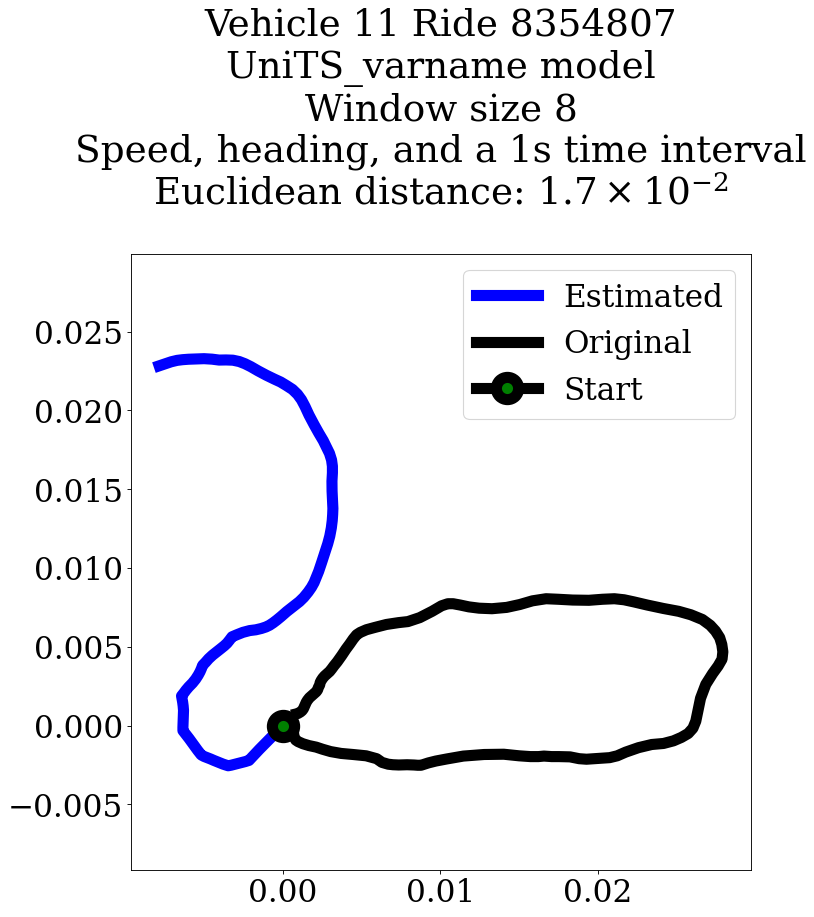 Vehicle 11 Ride 8354807
UniTS_varname model
Window size 8
Speed, heading, and a 1s time interval
Euclidean distance: 1.7 × 10⁻²
Estimated
Original
Start
0.025
0.020
0.015
0.010
0.005
0.000
−0.005
0.00 0.01 0.02